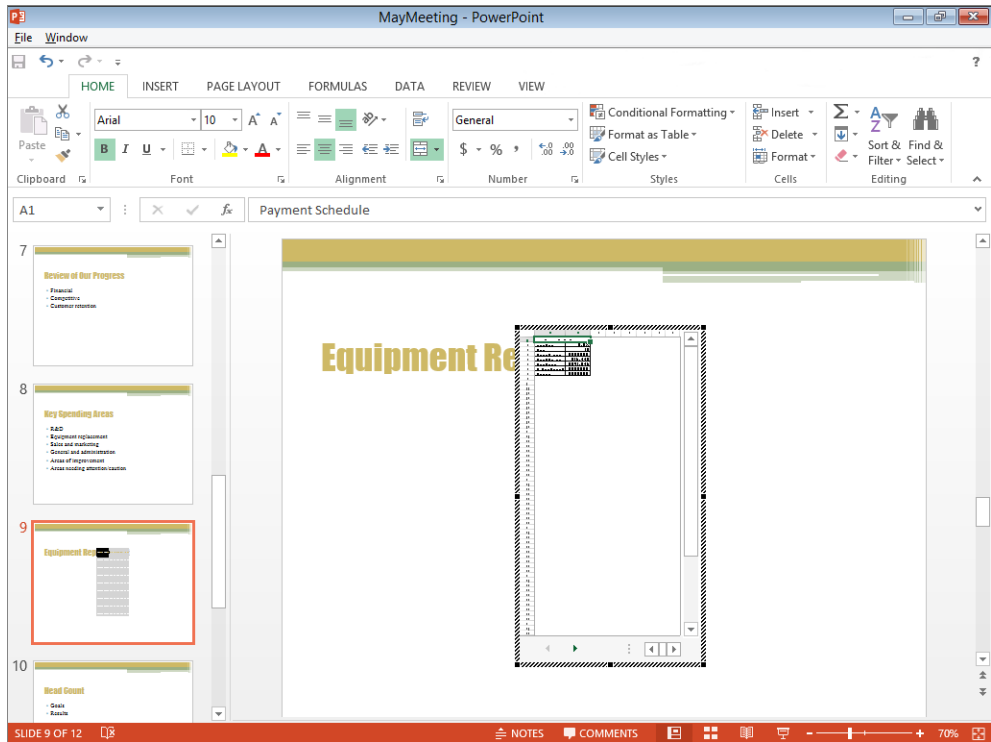 MayMeeting - PowerPoint
File Window
?
HOME INSERT PAGE LAYOUT FORMULAS DATA REVIEW VIEW
Arial 10 A A General Conditional Formatting Insert Σ A Z
Paste Format as Table Delete Sort & Find &
B I U A $ % , Cell Styles Format Filter Select
Clipboard Font Alignment Number Styles Cells Editing
A1 fx Payment Schedule
7
Review of Our Progress
- Financial
- Competitive
- Customer retention
8
Key Spending Areas
- R&D
- Equipment replacement
- Sales and marketing
- General and administration
- Areas of improvement
- Areas needing attention/caution
9
Equipment Rep
10
Head Count
- Goals
- Results
Equipment Re
SLIDE 9 OF 12 NOTES COMMENTS 70%